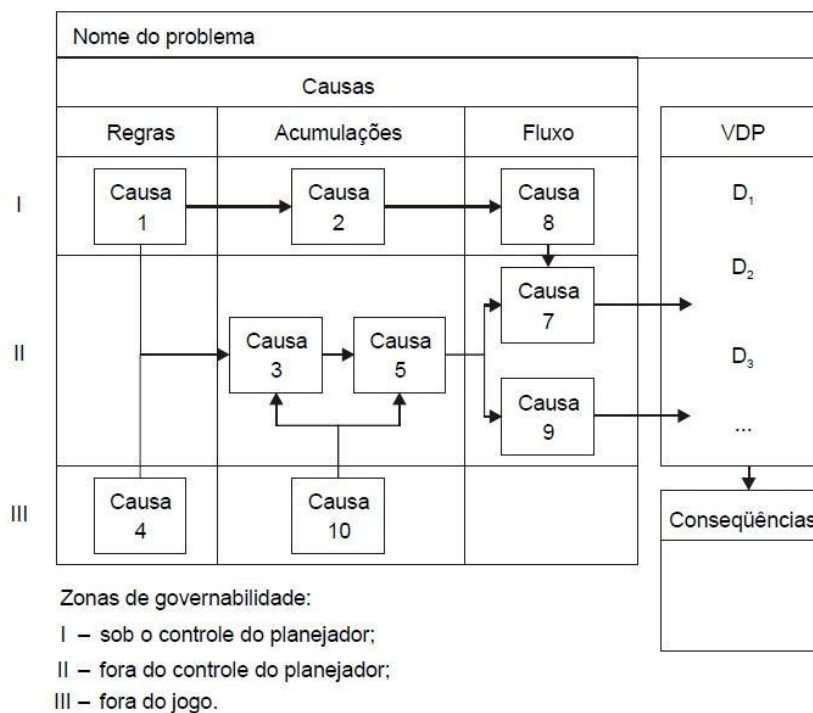 Nome do problema
Causas
Regras
Acumulações
Fluxo
VDP
I
Causa
1
Causa
2
Causa
8
D₁
D₂
Causa
7
II
Causa
3
Causa
5
D₃
Causa
9
...
III
Causa
4
Causa
10
Conseqüências
Zonas de governabilidade:
I – sob o controle do planejador;
II – fora do controle do planejador;
III – fora do jogo.